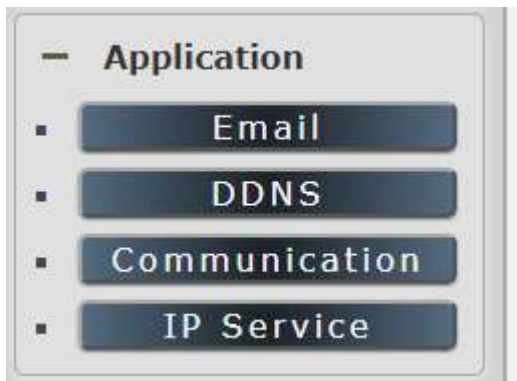 Application
Email
DDNS
Communication
IP Service